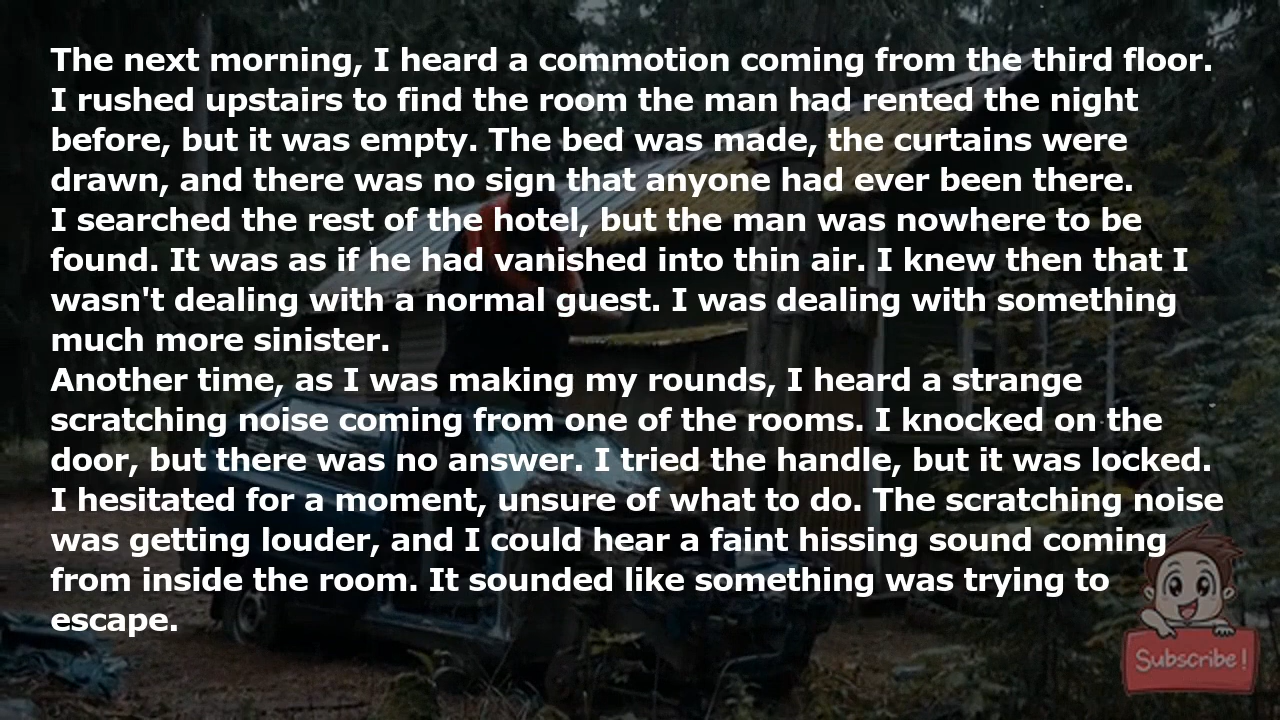 The next morning, I heard a commotion coming from the third floor.
I rushed upstairs to find the room the man had rented the night
before, but it was empty. The bed was made, the curtains were
drawn, and there was no sign that anyone had ever been there.
I searched the rest of the hotel, but the man was nowhere to be
found. It was as if he had vanished into thin air. I knew then that I
wasn't dealing with a normal guest. I was dealing with something
much more sinister.
Another time, as I was making my rounds, I heard a strange
scratching noise coming from one of the rooms. I knocked on the
door, but there was no answer. I tried the handle, but it was locked.
I hesitated for a moment, unsure of what to do. The scratching noise
was getting louder, and I could hear a faint hissing sound coming
from inside the room. It sounded like something was trying to
escape.
Subscribe!